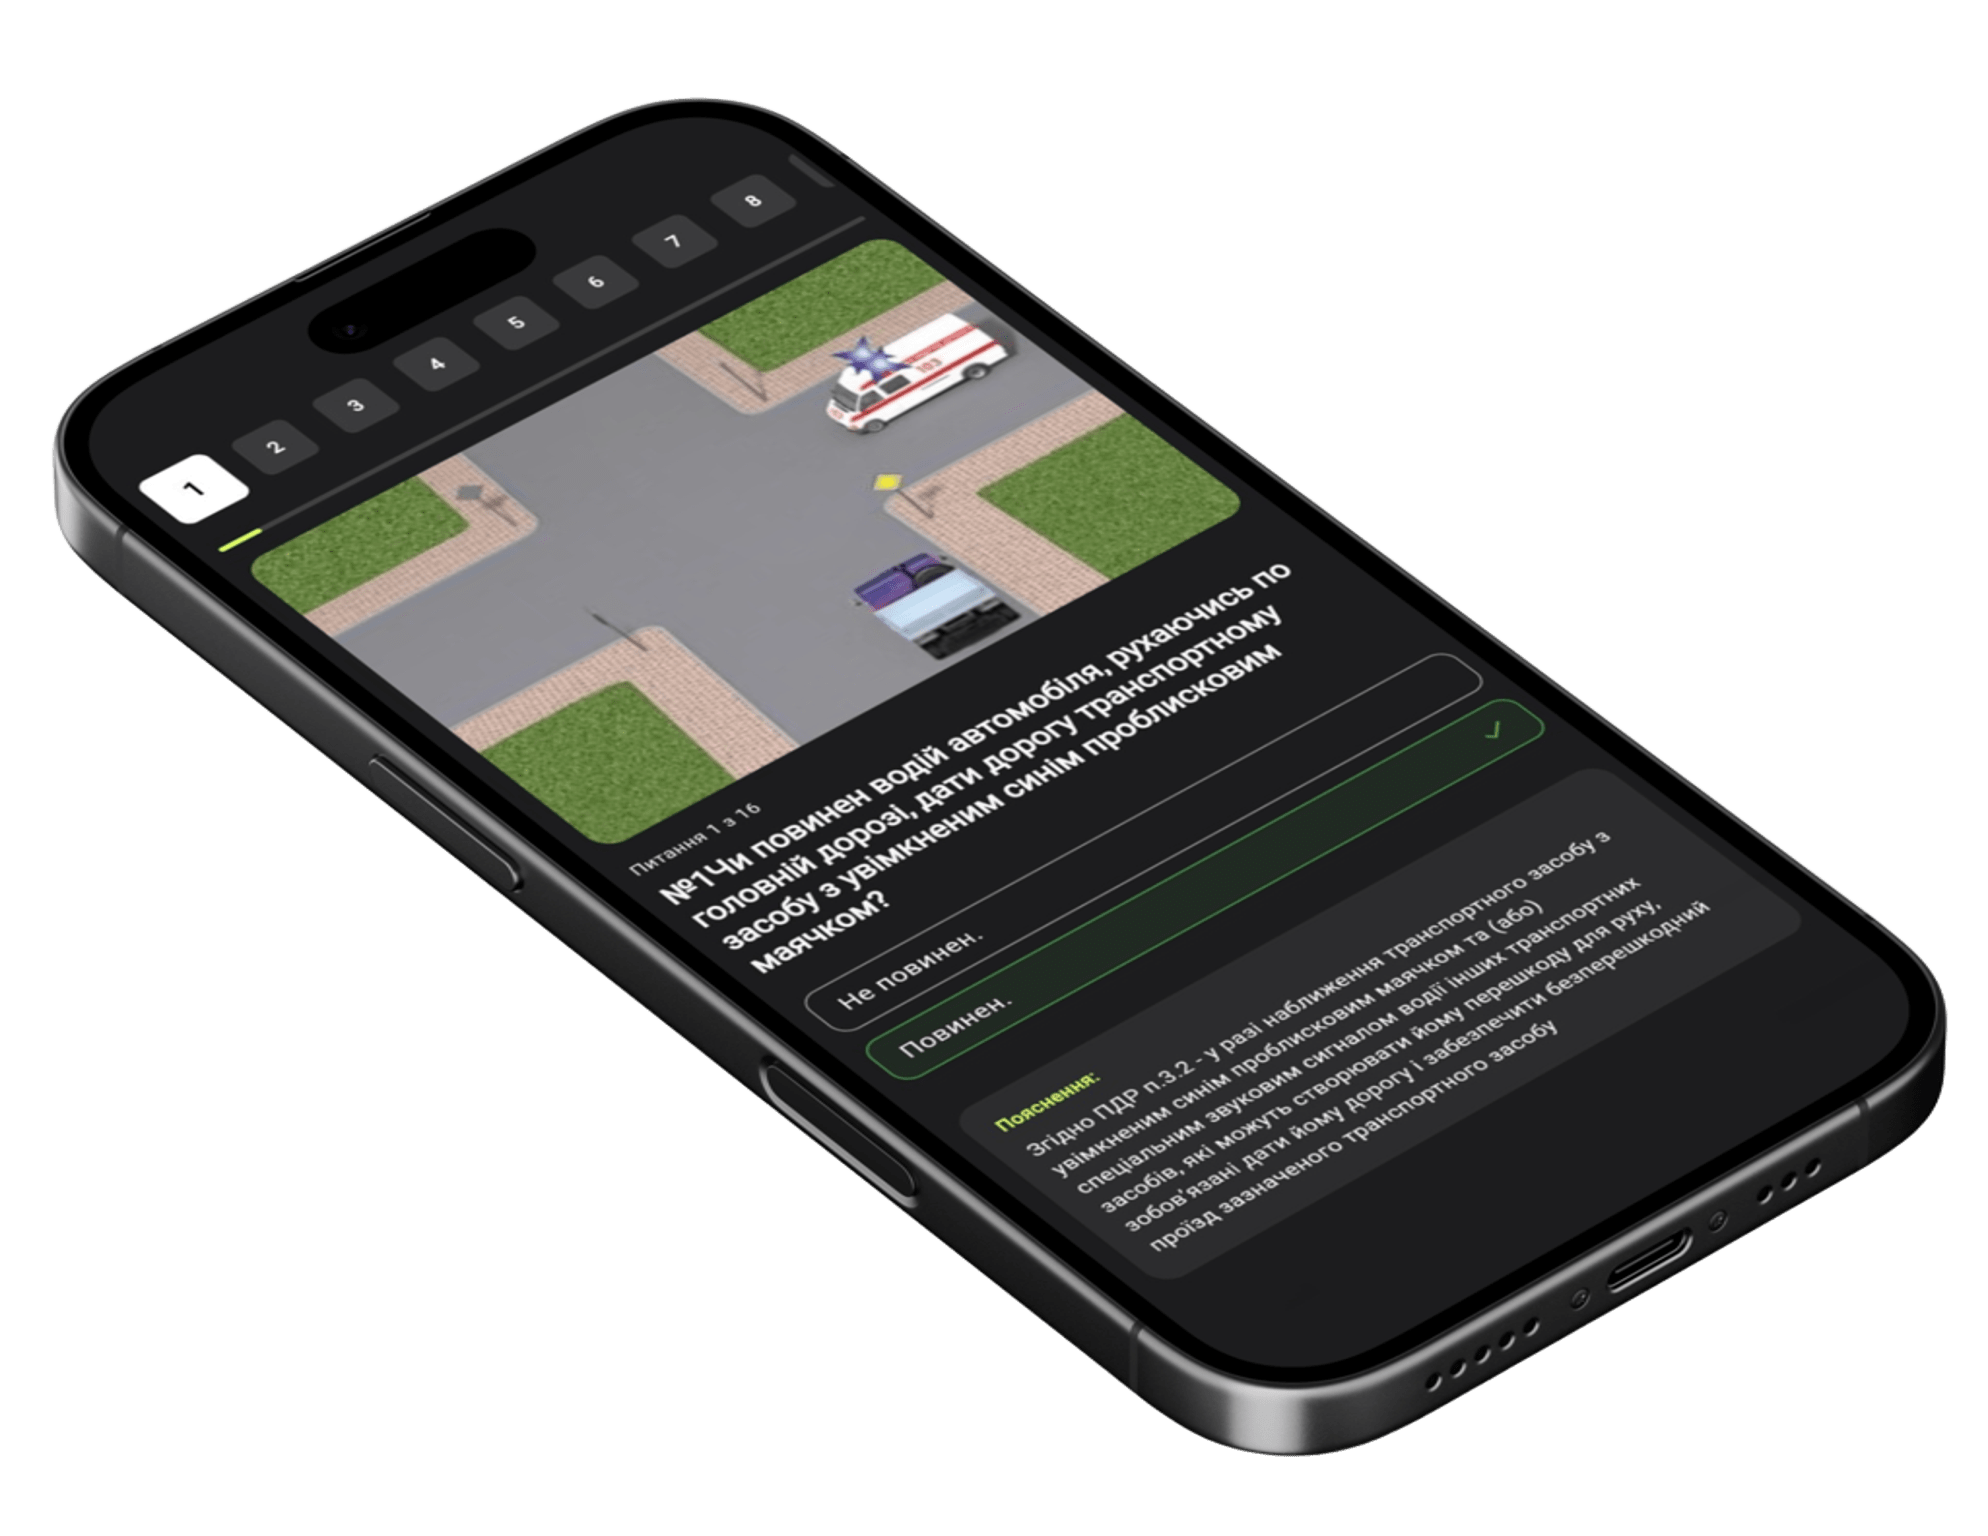 1 2 3 4 5 6 7 8
103
Питання 1 з 16
№1 Чи повинен водій автомобіля, рухаючись по
головній дорозі, дати дорогу транспортному
засобу з увімкненим синім проблисковим
маячком?
Не повинен.
Повинен.
Пояснення:
Згідно ПДР п.3.2 - у разі наближення транспортного засобу з
увімкненим синім проблисковим маячком та (або)
спеціальним звуковим сигналом водії інших транспортних
засобів, які можуть створювати йому перешкоду для руху,
зобов'язані дати йому дорогу і забезпечити безперешкодний
проїзд зазначеного транспортного засобу